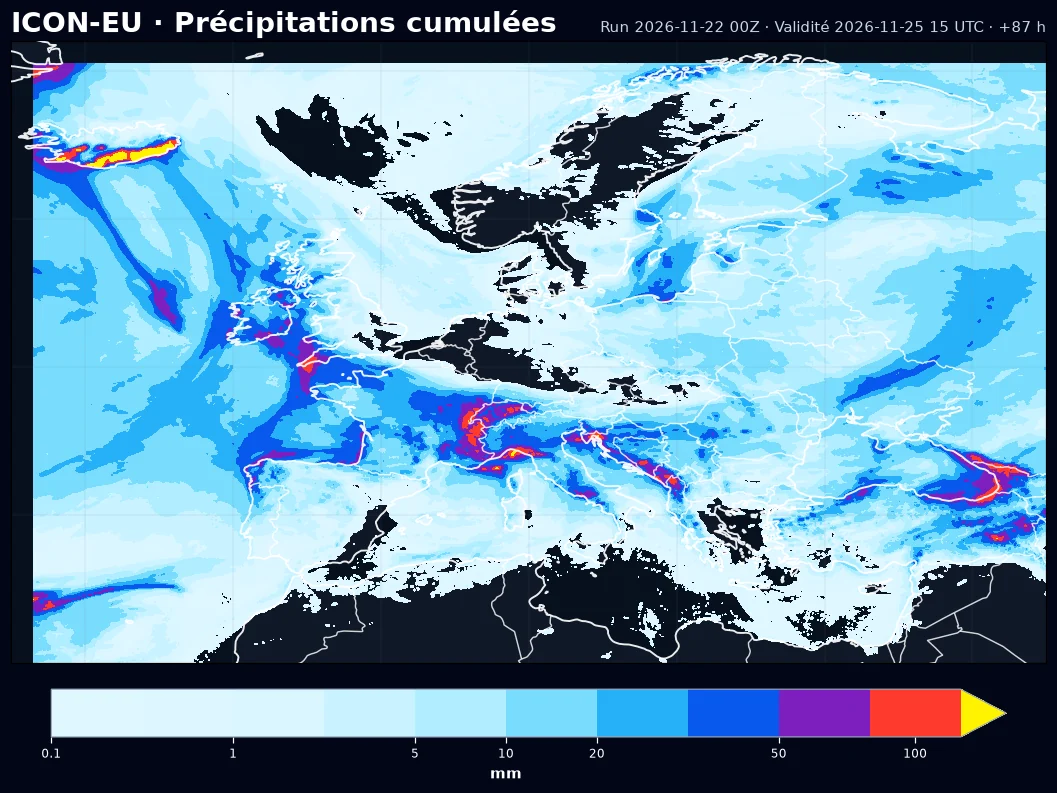 ICON-EU · Précipitations cumulées
Run 2026-11-22 00Z · Validité 2026-11-25 15 UTC · +87 h
0.1 1 5 10 20 50 100
mm